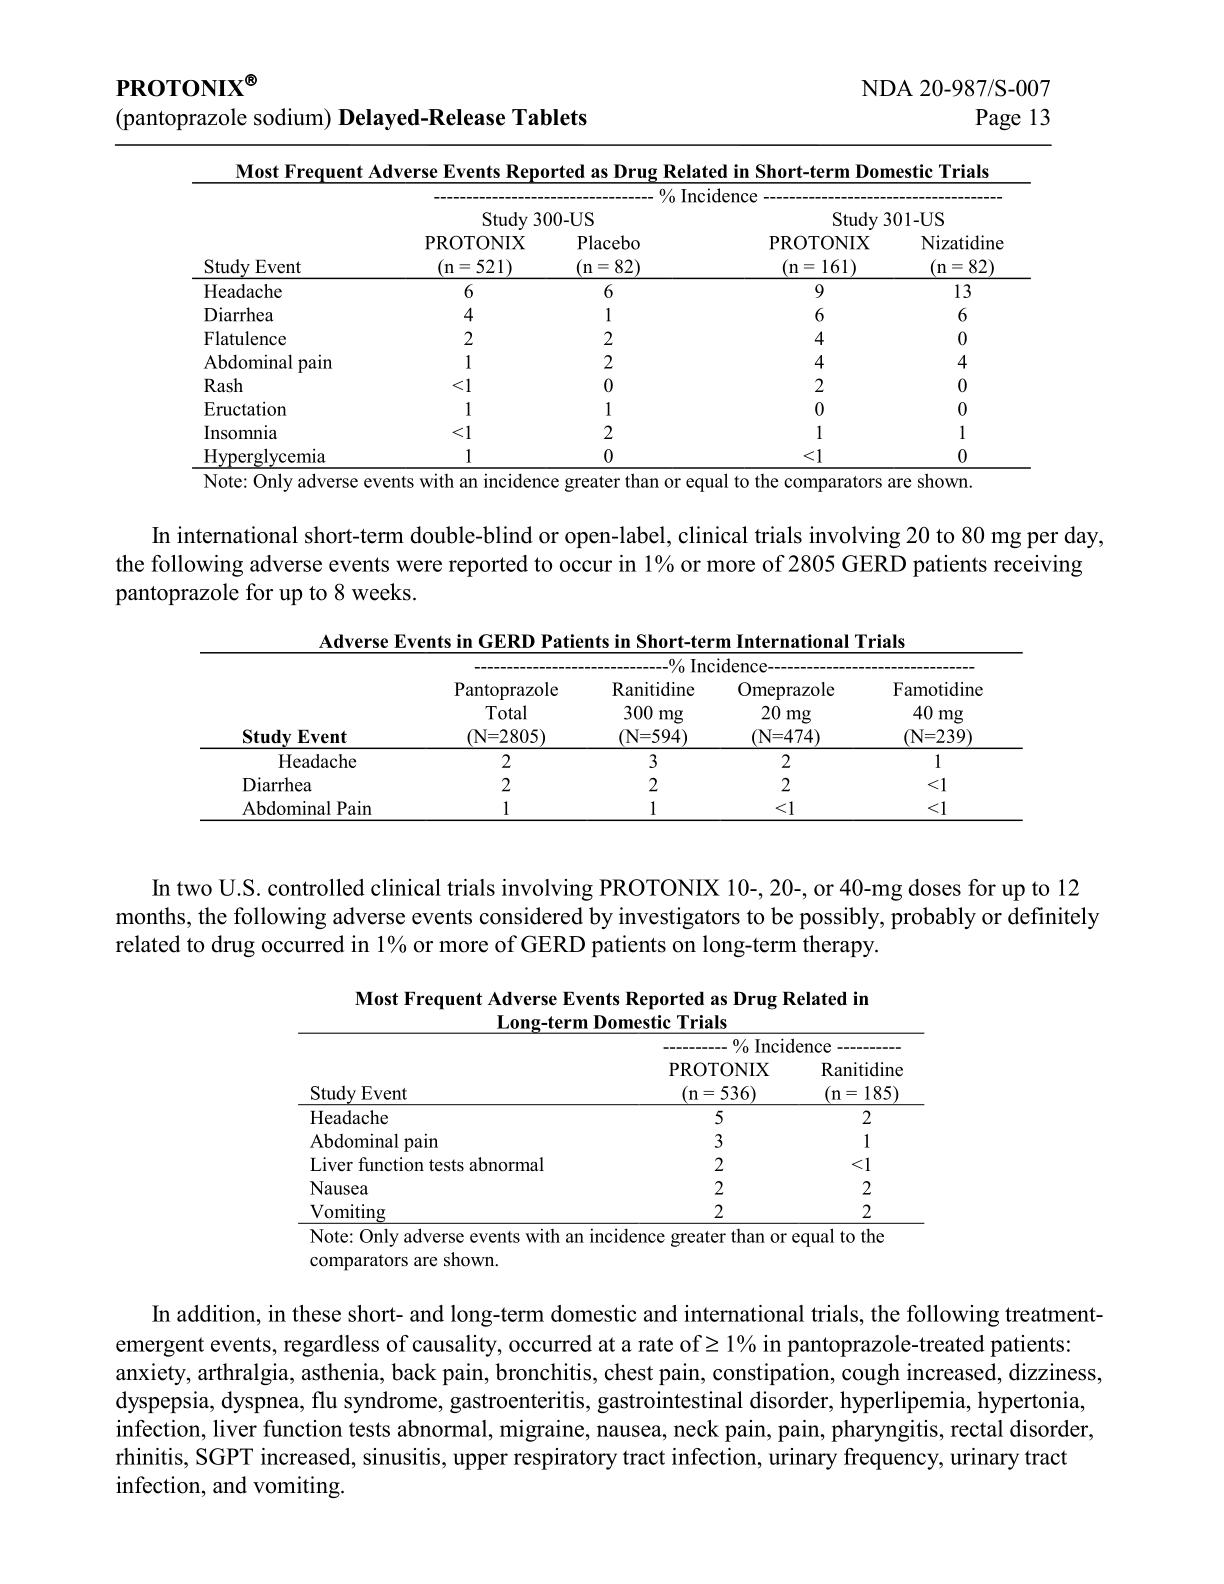 PROTONIX® NDA 20-987/S-007
(pantoprazole sodium) Delayed-Release Tablets Page 13
Most Frequent Adverse Events Reported as Drug Related in Short-term Domestic Trials
---------------------------------- % Incidence -------------------------------------
Study 300-US Study 301-US
PROTONIX Placebo PROTONIX Nizatidine
Study Event (n = 521) (n = 82) (n = 161) (n = 82)
Headache 6 6 9 13
Diarrhea 4 1 6 6
Flatulence 2 2 4 0
Abdominal pain 1 2 4 4
Rash <1 0 2 0
Eructation 1 1 0 0
Insomnia <1 2 1 1
Hyperglycemia 1 0 <1 0
Note: Only adverse events with an incidence greater than or equal to the comparators are shown.
In international short-term double-blind or open-label, clinical trials involving 20 to 80 mg per day,
the following adverse events were reported to occur in 1% or more of 2805 GERD patients receiving
pantoprazole for up to 8 weeks.
Adverse Events in GERD Patients in Short-term International Trials
------------------------------% Incidence--------------------------------
Pantoprazole Ranitidine Omeprazole Famotidine
Total 300 mg 20 mg 40 mg
Study Event (N=2805) (N=594) (N=474) (N=239)
Headache 2 3 2 1
Diarrhea 2 2 2 <1
Abdominal Pain 1 1 <1 <1
In two U.S. controlled clinical trials involving PROTONIX 10-, 20-, or 40-mg doses for up to 12
months, the following adverse events considered by investigators to be possibly, probably or definitely
related to drug occurred in 1% or more of GERD patients on long-term therapy.
Most Frequent Adverse Events Reported as Drug Related in
Long-term Domestic Trials
---------- % Incidence ----------
PROTONIX Ranitidine
Study Event (n = 536) (n = 185)
Headache 5 2
Abdominal pain 3 1
Liver function tests abnormal 2 <1
Nausea 2 2
Vomiting 2 2
Note: Only adverse events with an incidence greater than or equal to the
comparators are shown.
In addition, in these short- and long-term domestic and international trials, the following treatment-
emergent events, regardless of causality, occurred at a rate of ≥ 1% in pantoprazole-treated patients:
anxiety, arthralgia, asthenia, back pain, bronchitis, chest pain, constipation, cough increased, dizziness,
dyspepsia, dyspnea, flu syndrome, gastroenteritis, gastrointestinal disorder, hyperlipemia, hypertonia,
infection, liver function tests abnormal, migraine, nausea, neck pain, pain, pharyngitis, rectal disorder,
rhinitis, SGPT increased, sinusitis, upper respiratory tract infection, urinary frequency, urinary tract
infection, and vomiting.